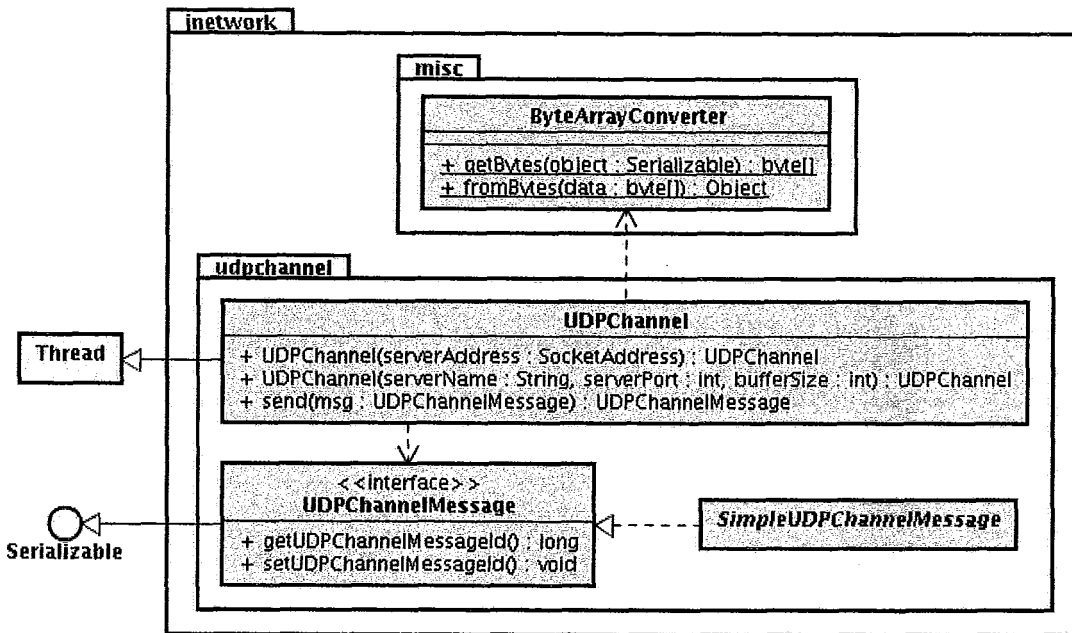 inetwork
misc
ByteArrayConverter
+ getBytes(object : Serializable) : byte[]
+ fromBytes(data : byte[]) : Object
udpchannel
UDPChannel
+ UDPChannel(serverAddress : SocketAddress) : UDPChannel
+ UDPChannel(serverName : String, serverPort : int, bufferSize : int) : UDPChannel
+ send(msg : UDPChannelMessage) : UDPChannelMessage
Thread
<<interface>>
UDPChannelMessage
+ getUDPChannelMessageId() : long
+ setUDPChannelMessageId() : void
SimpleUDPChannelMessage
Serializable